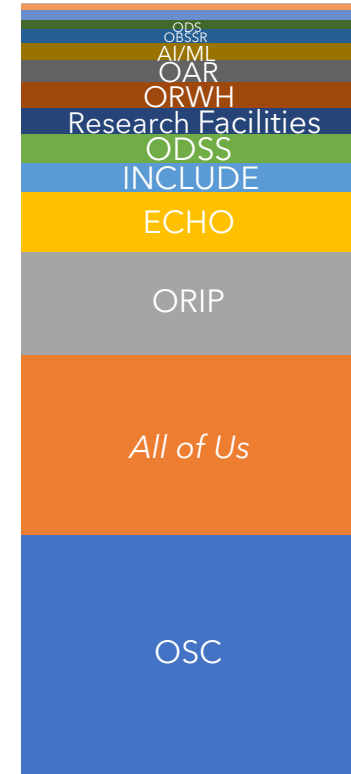 ODS
OBSSR
AI/ML
OAR
ORWH
Research Facilities
ODSS
INCLUDE
ECHO
ORIP
All of Us
OSC